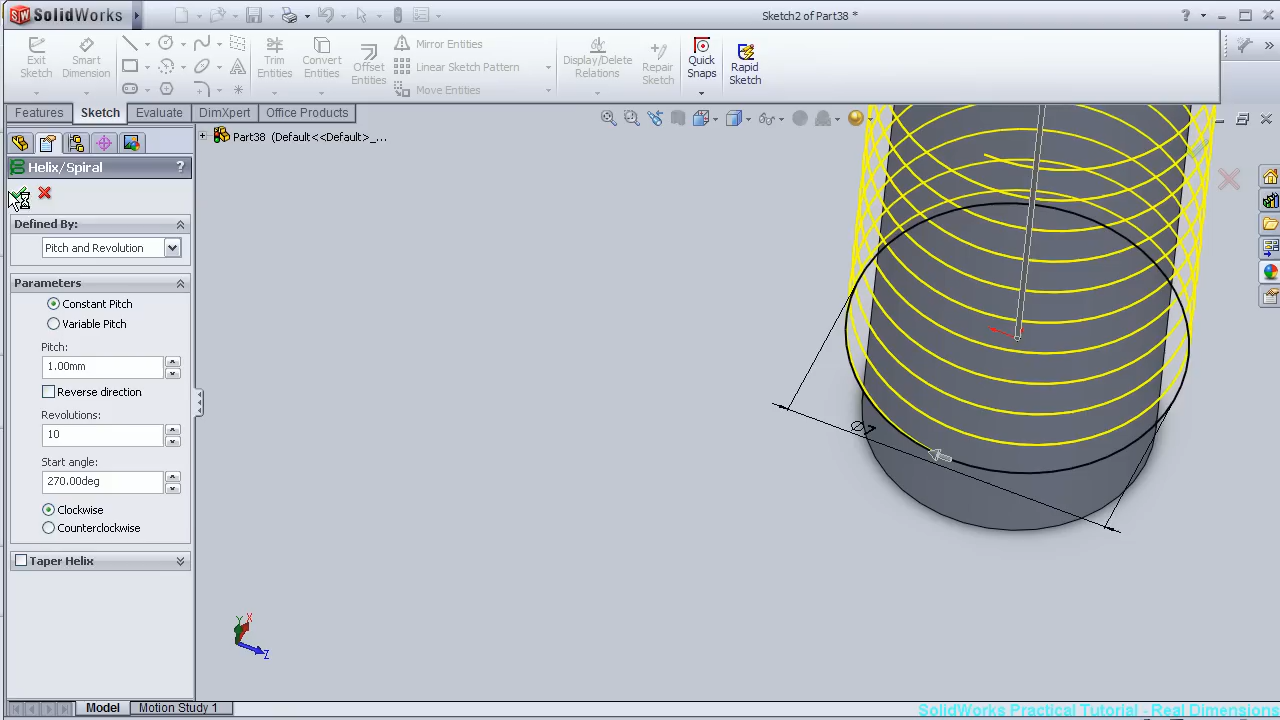 SolidWorks
Sketch2 of Part38 *
?
Exit Sketch
Smart Dimension
Trim Entities
Convert Entities
Offset Entities
Mirror Entities
Linear Sketch Pattern
Move Entities
Display/Delete Relations
Repair Sketch
Quick Snaps
Rapid Sketch
Features
Sketch
Evaluate
DimXpert
Office Products
Part38 (Default<<Default>_...
Helix/Spiral
?
Defined By:
Pitch and Revolution
Parameters
Constant Pitch
Variable Pitch
Pitch:
1.00mm
Reverse direction
Revolutions:
10
Start angle:
270.00deg
Clockwise
Counterclockwise
Taper Helix
Ø7
Y
X
Z
Model
Motion Study 1
SolidWorks Practical Tutorial - Real Dimensions